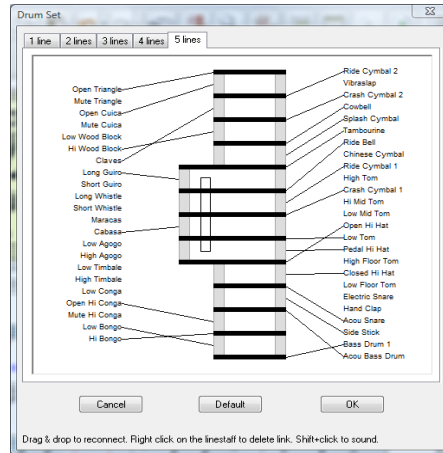 Drum Set
1 line
2 lines
3 lines
4 lines
5 lines
Open Triangle
Mute Triangle
Open Cuica
Mute Cuica
Low Wood Block
Hi Wood Block
Claves
Long Guiro
Short Guiro
Long Whistle
Short Whistle
Maracas
Cabasa
Low Agogo
High Agogo
Low Timbale
High Timbale
Low Conga
Open Hi Conga
Mute Hi Conga
Low Bongo
Hi Bongo
Ride Cymbal 2
Vibraslap
Crash Cymbal 2
Cowbell
Splash Cymbal
Tambourine
Ride Bell
Chinese Cymbal
Ride Cymbal 1
High Tom
Crash Cymbal 1
Hi Mid Tom
Low Mid Tom
Open Hi Hat
Low Tom
Pedal Hi Hat
High Floor Tom
Closed Hi Hat
Low Floor Tom
Electric Snare
Hand Clap
Acou Snare
Side Stick
Bass Drum 1
Acou Bass Drum
Cancel
Default
OK
Drag & drop to reconnect. Right click on the linestaff to delete link. Shift+click to sound.